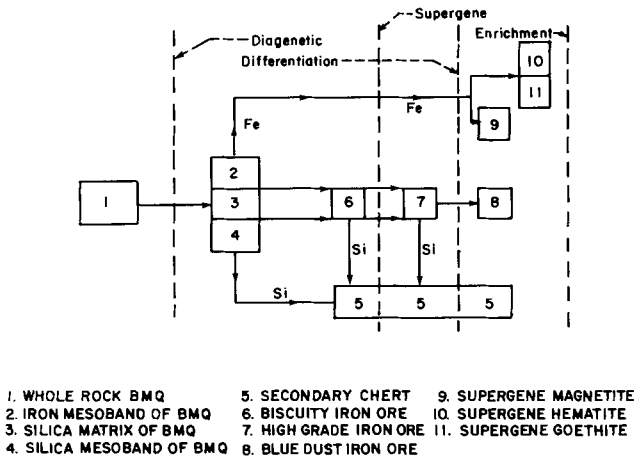 Supergene
Diagenetic
Enrichment
Differentiation
10
11
Fe
Fe
9
2
1
3
6
7
8
4
Si
Si
Si
5
5
5
1. WHOLE ROCK BMQ
2. IRON MESOBAND OF BMQ
3. SILICA MATRIX OF BMQ
4. SILICA MESOBAND OF BMQ
5. SECONDARY CHERT
6. BISCUITY IRON ORE
7. HIGH GRADE IRON ORE
8. BLUE DUST IRON ORE
9. SUPERGENE MAGNETITE
10. SUPERGENE HEMATITE
11. SUPERGENE GOETHITE